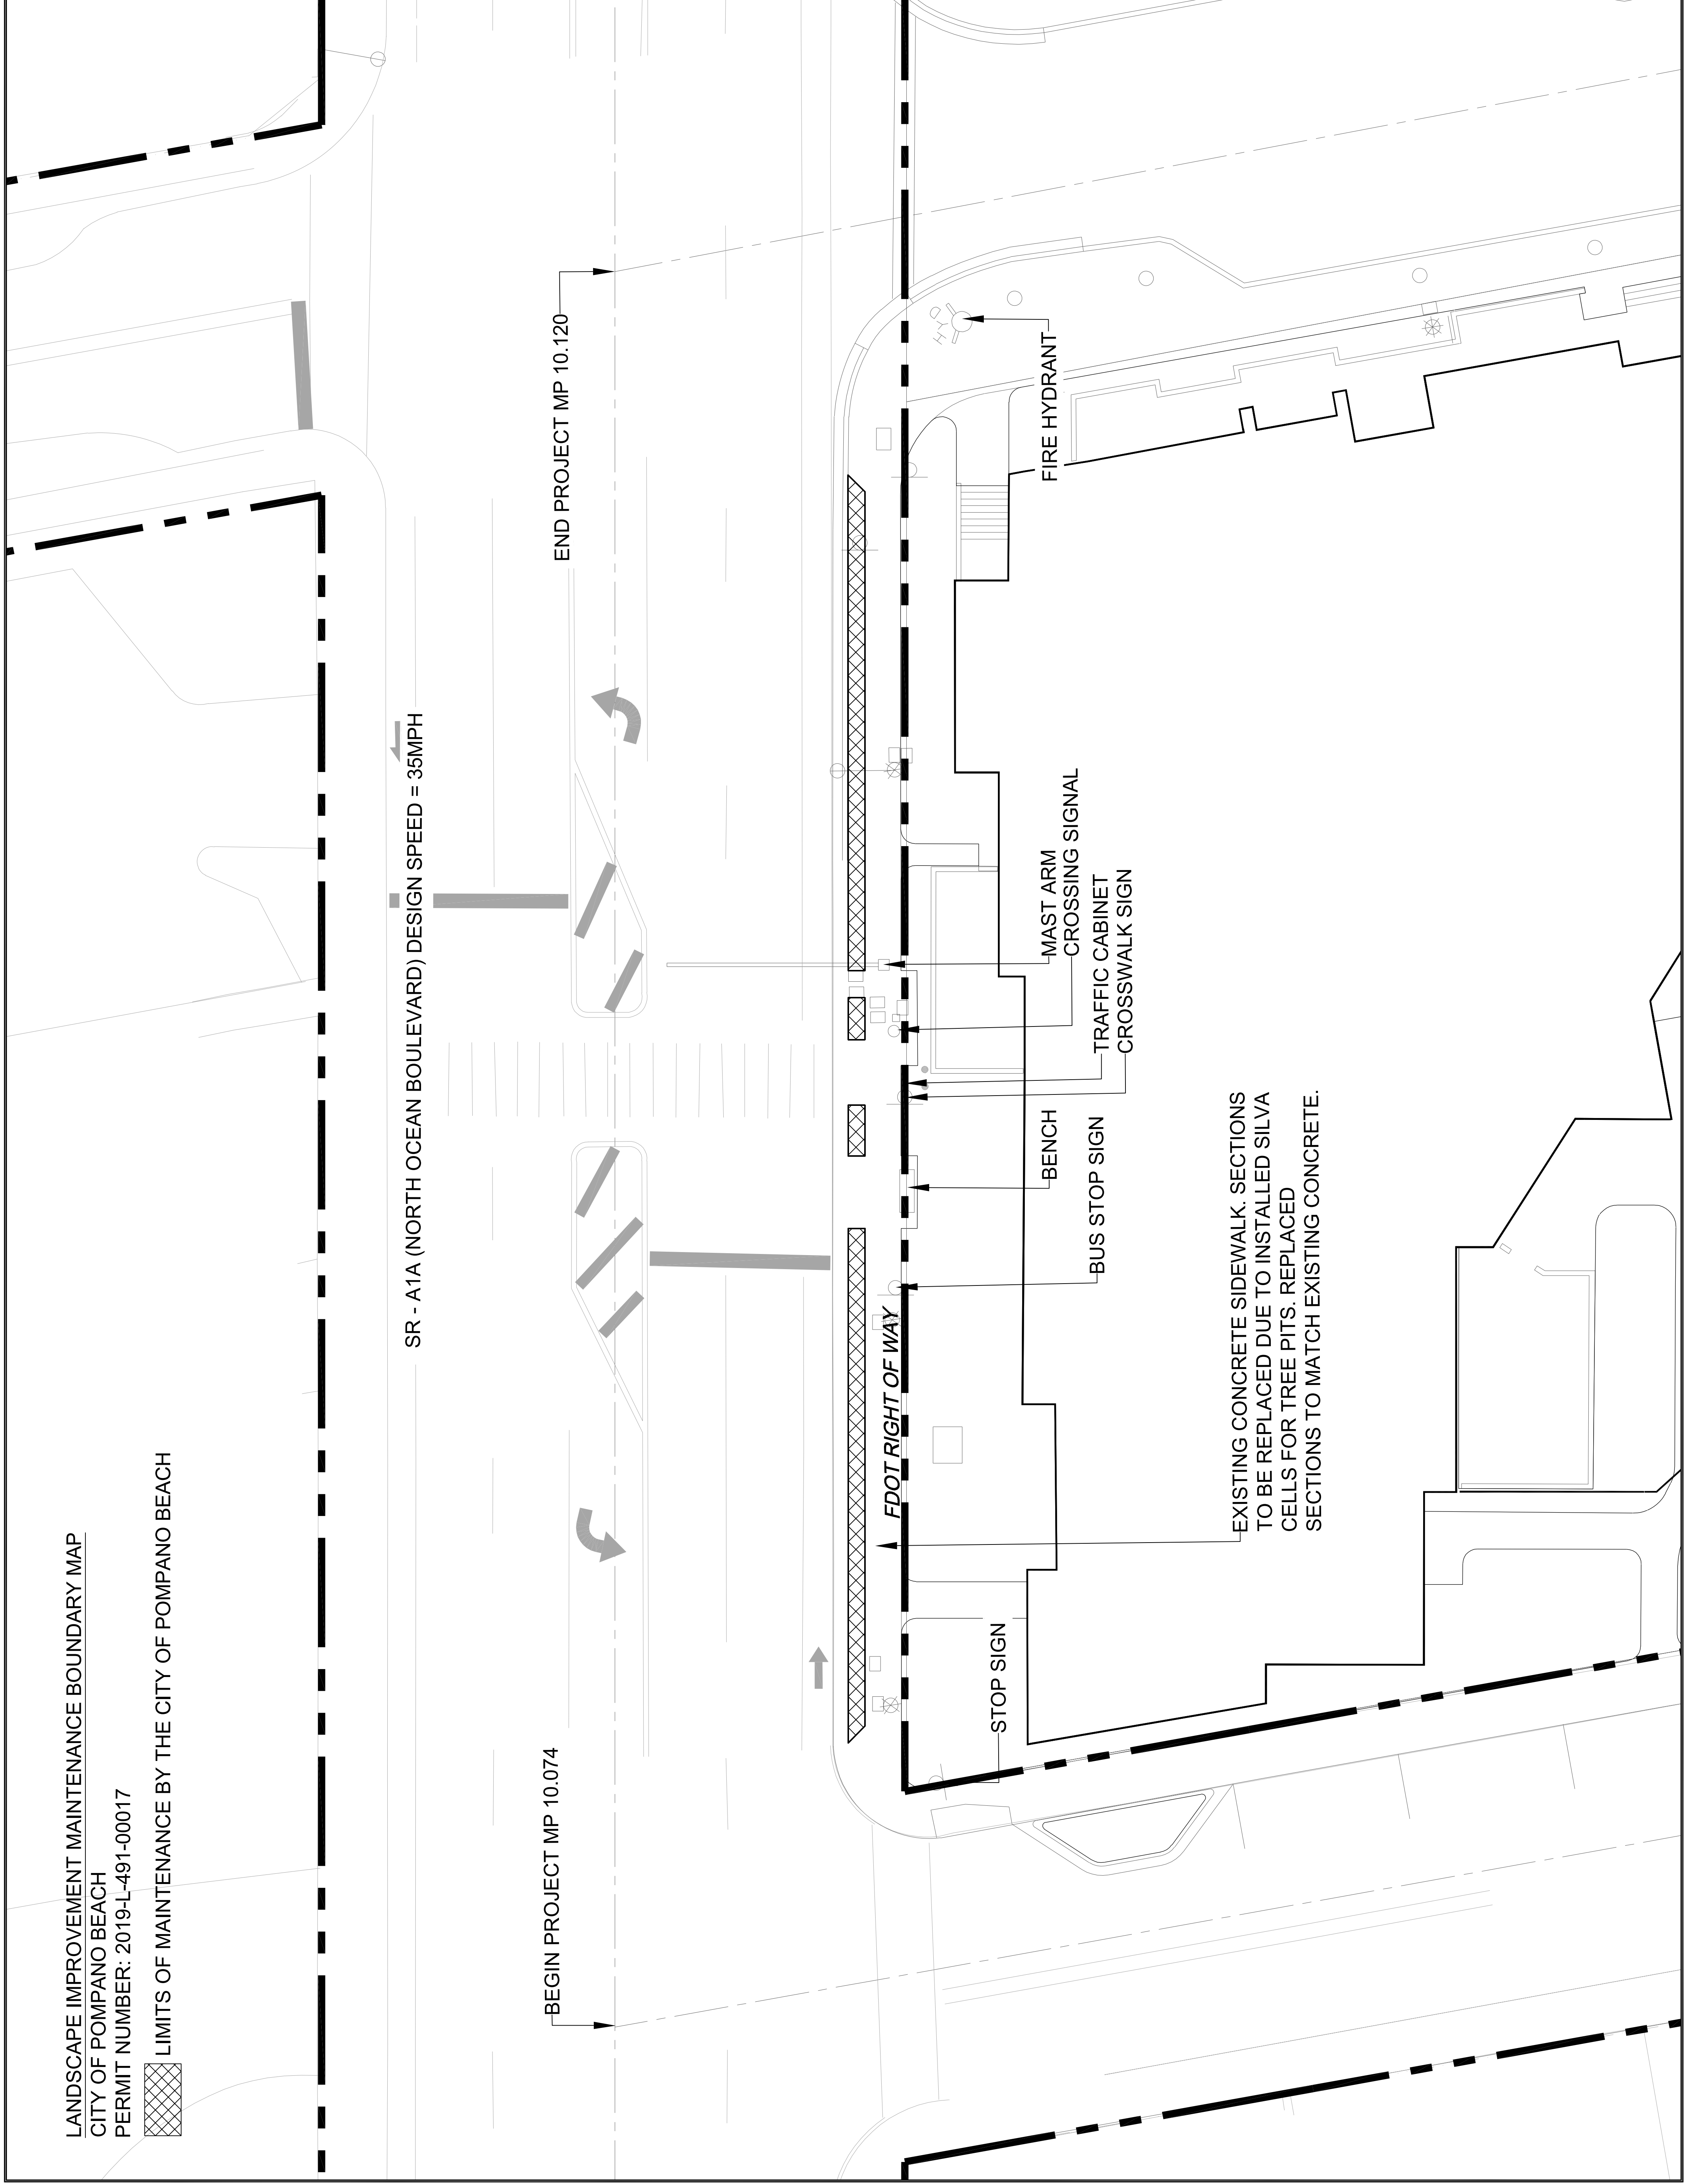 LANDSCAPE IMPROVEMENT MAINTENANCE BOUNDARY MAP
CITY OF POMPANO BEACH
PERMIT NUMBER: 2019-L-491-00017
LIMITS OF MAINTENANCE BY THE CITY OF POMPANO BEACH
SR - A1A (NORTH OCEAN BOULEVARD) DESIGN SPEED = 35MPH
BEGIN PROJECT MP 10.074
END PROJECT MP 10.120
FDOT RIGHT OF WAY
STOP SIGN
BENCH
BUS STOP SIGN
MAST ARM
CROSSING SIGNAL
TRAFFIC CABINET
CROSSWALK SIGN
FIRE HYDRANT
EXISTING CONCRETE SIDEWALK. SECTIONS
TO BE REPLACED DUE TO INSTALLED SILVA
CELLS FOR TREE PITS. REPLACED
SECTIONS TO MATCH EXISTING CONCRETE.